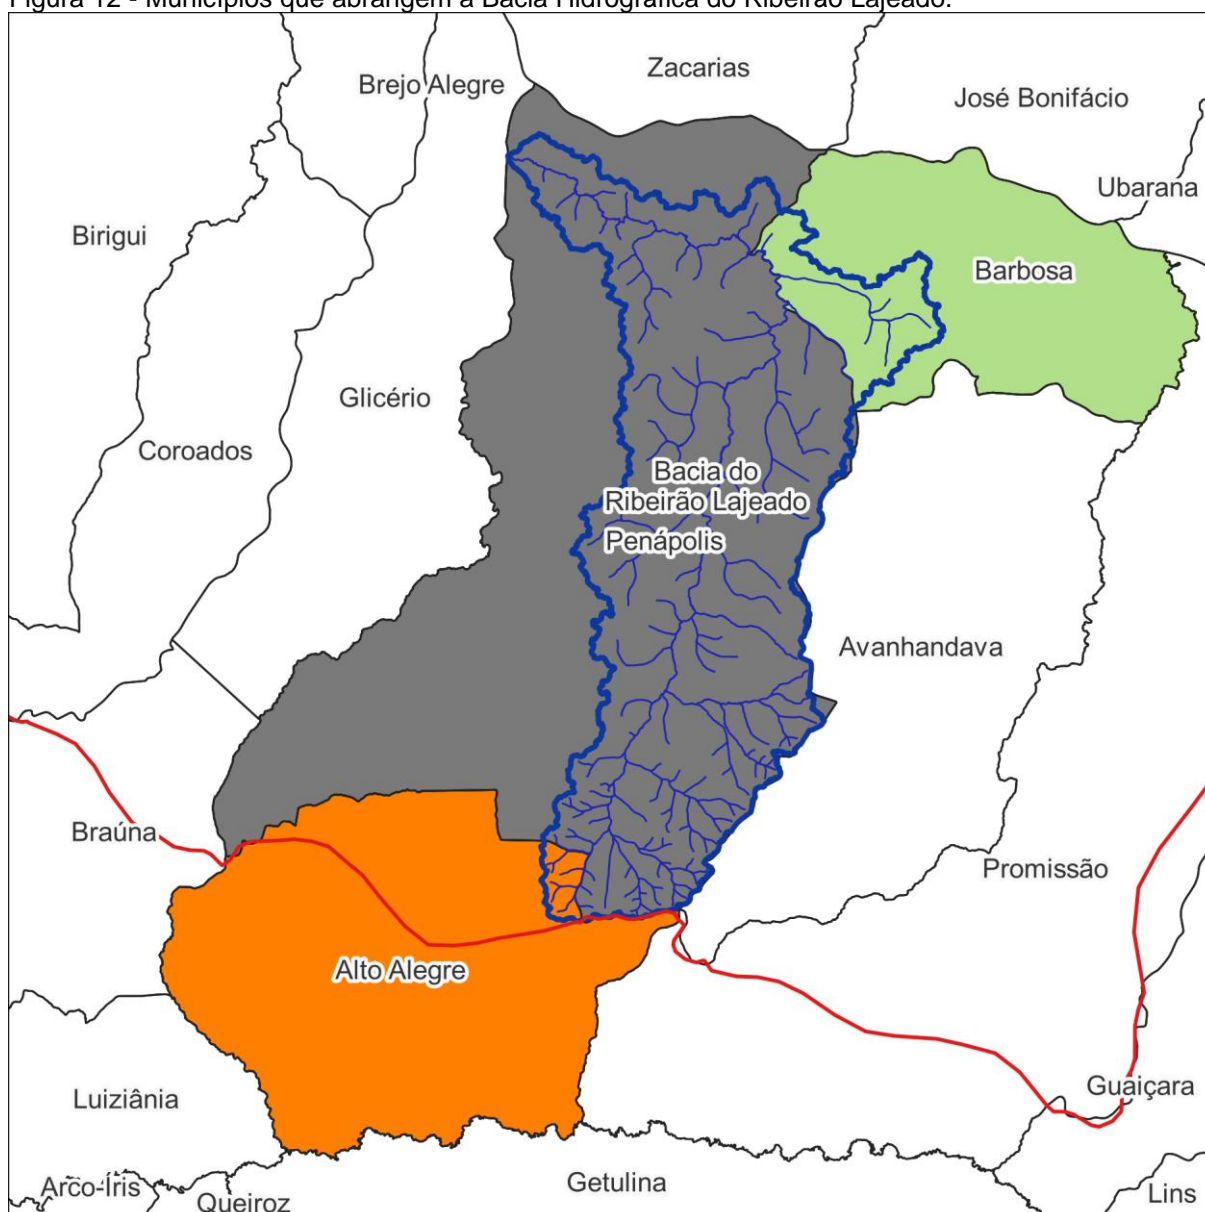 Figura 12 - Municípios que abrangem a Bacia Hidrográfica do Ribeirão Lajeado.
Zacarias
Brejo Alegre
José Bonifácio
Ubarana
Birigui
Barbosa
Glicério
Coroados
Bacia do
Ribeirão Lajeado
Penápolis
Avanhandava
Braúna
Promissão
Alto Alegre
Guaiçara
Luiziânia
Getulina
Arco-Íris
Queiroz
Lins